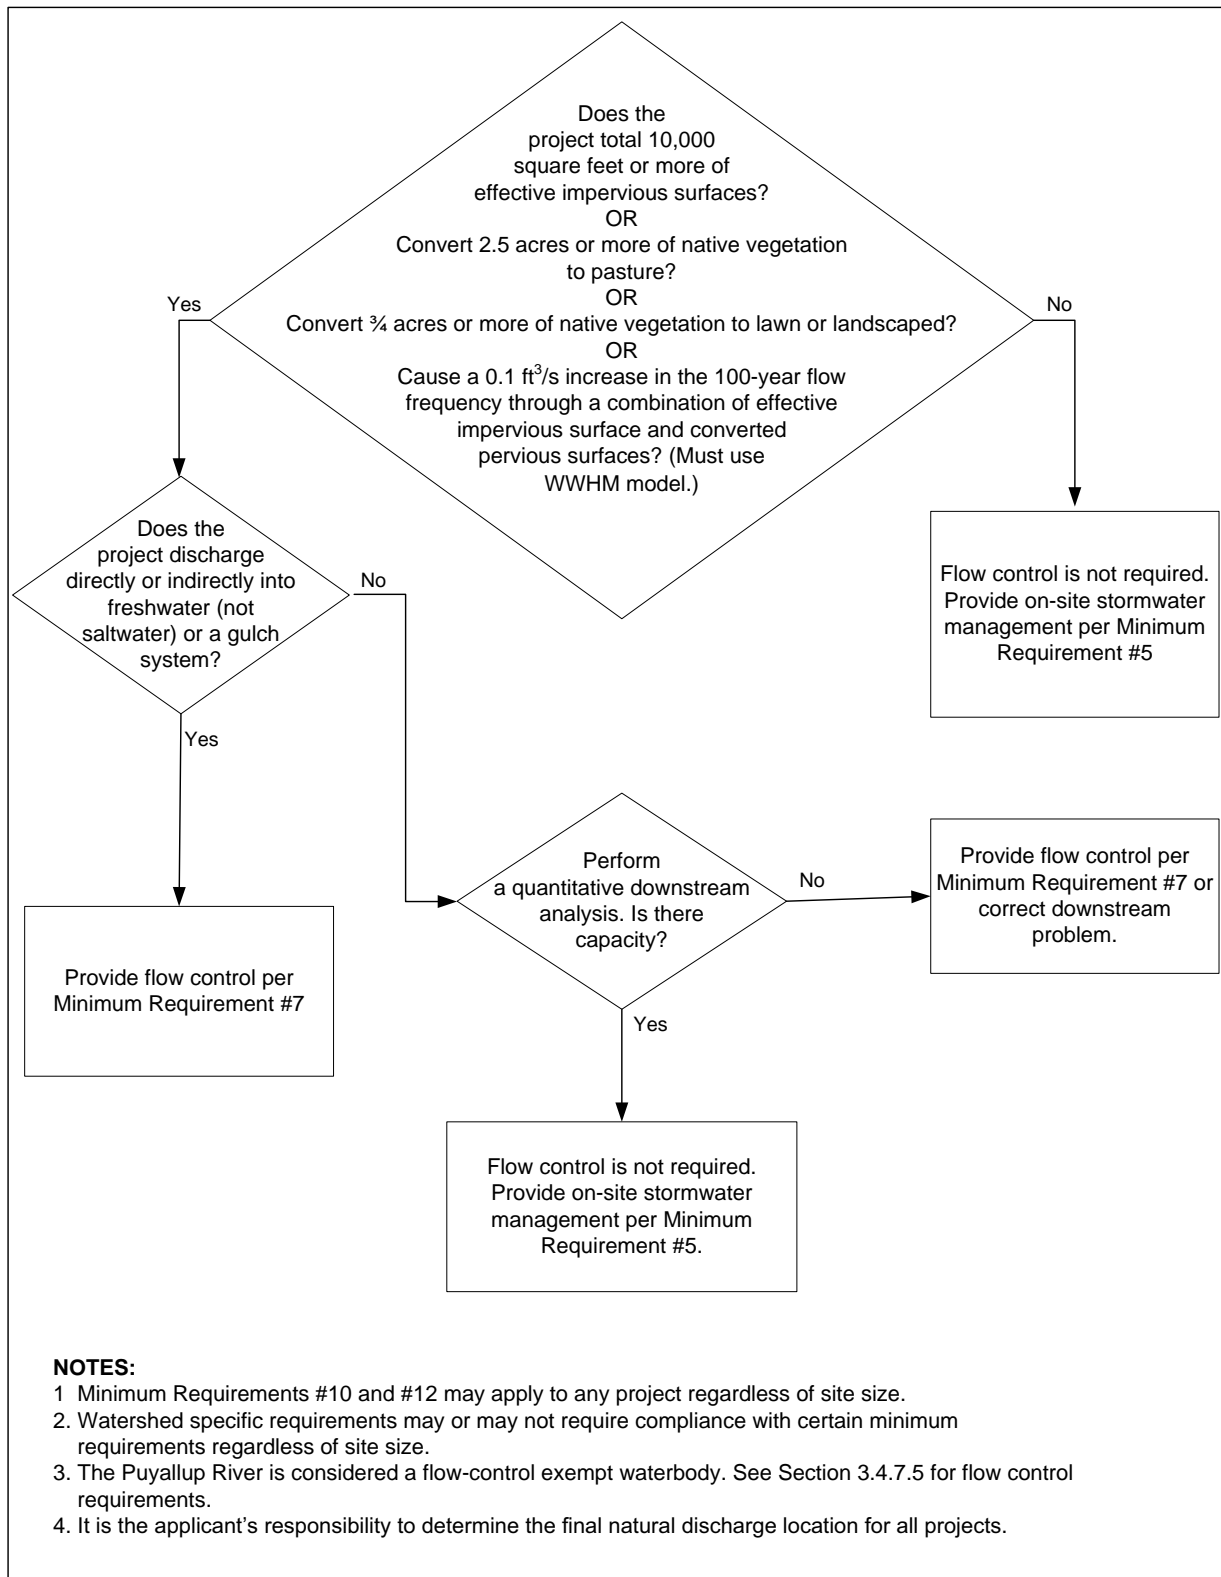 Does the
project total 10,000
square feet or more of
effective impervious surfaces?
OR
Convert 2.5 acres or more of native vegetation
to pasture?
OR
Convert ¾ acres or more of native vegetation to lawn or landscaped?
OR
Cause a 0.1 ft³/s increase in the 100-year flow
frequency through a combination of effective
impervious surface and converted
pervious surfaces? (Must use
WWHM model.)
Yes
No
Does the
project discharge
directly or indirectly into
freshwater (not
saltwater) or a gulch
system?
No
Yes
Flow control is not required.
Provide on-site stormwater
management per Minimum
Requirement #5
Perform
a quantitative downstream
analysis. Is there
capacity?
No
Yes
Provide flow control per
Minimum Requirement #7 or
correct downstream
problem.
Provide flow control per
Minimum Requirement #7
Flow control is not required.
Provide on-site stormwater
management per Minimum
Requirement #5.
NOTES:
1 Minimum Requirements #10 and #12 may apply to any project regardless of site size.
2. Watershed specific requirements may or may not require compliance with certain minimum
requirements regardless of site size.
3. The Puyallup River is considered a flow-control exempt waterbody. See Section 3.4.7.5 for flow control
requirements.
4. It is the applicant's responsibility to determine the final natural discharge location for all projects.